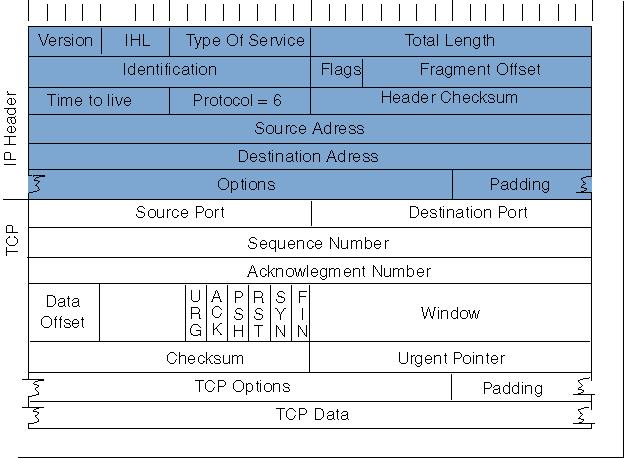 Version IHL Type Of Service Total Length
Identification Flags Fragment Offset
Time to live Protocol = 6 Header Checksum
Source Adress
Destination Adress
Options Padding
IP Header
Source Port Destination Port
Sequence Number
Acknowlegment Number
Data Offset URG ACK PSH RST SYN FIN Window
Checksum Urgent Pointer
TCP Options Padding
TCP Data
TCP